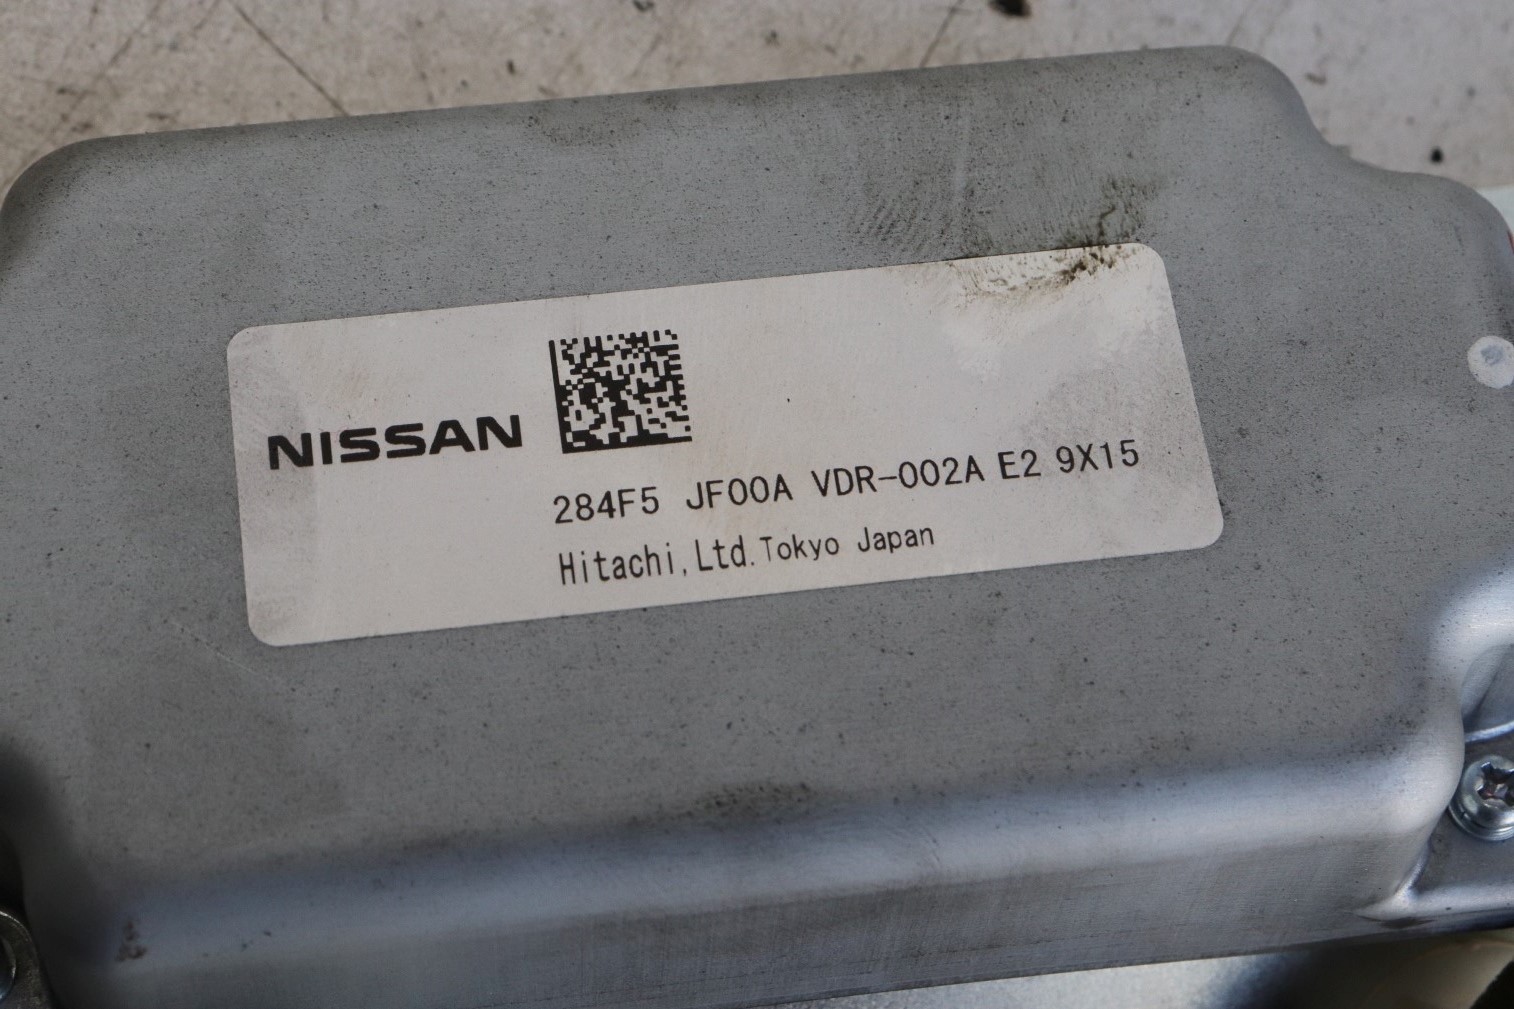 NISSAN
284F5 JF00A VDR-002A E2 9X15
Hitachi,Ltd.Tokyo Japan